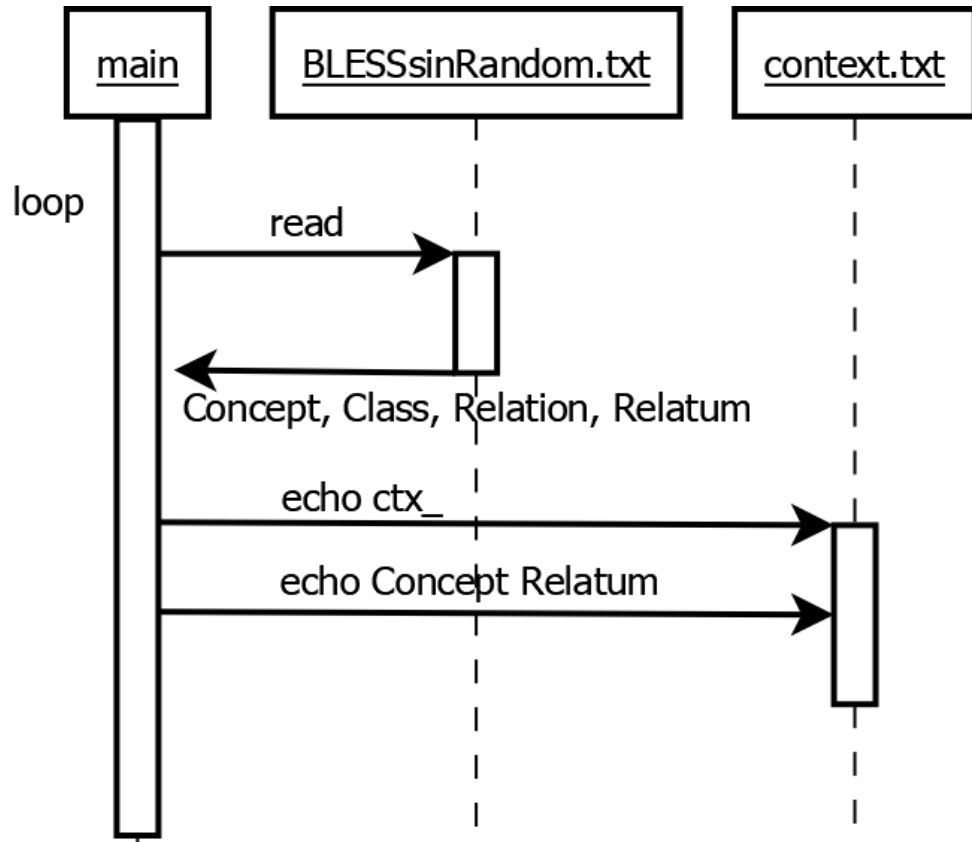 main
BLESSsinRandom.txt
context.txt
loop
read
Concept, Class, Relation, Relatum
echo ctx_
echo Concept Relatum